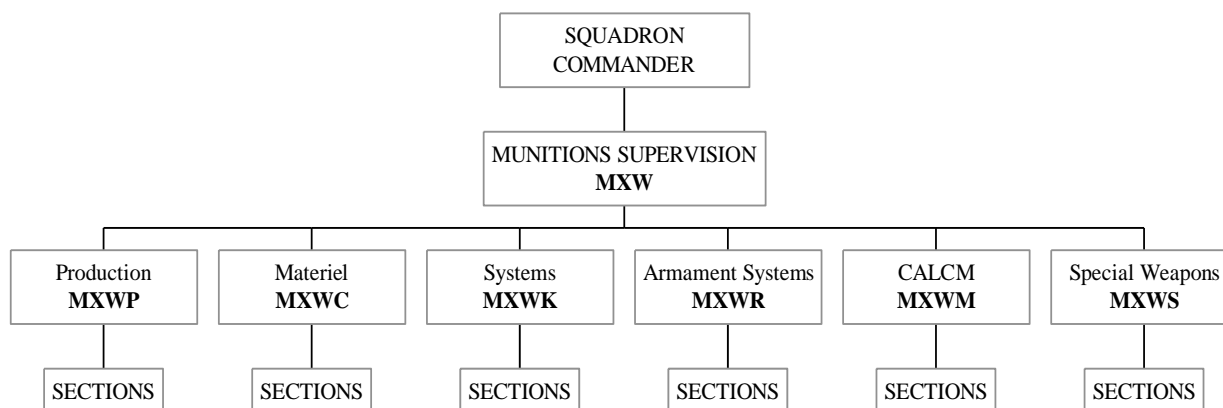 SQUADRON
COMMANDER
MUNITIONS SUPERVISION
MXW
Production
MXWP
Materiel
MXWC
Systems
MXWK
Armament Systems
MXWR
CALCM
MXWM
Special Weapons
MXWS
SECTIONS
SECTIONS
SECTIONS
SECTIONS
SECTIONS
SECTIONS